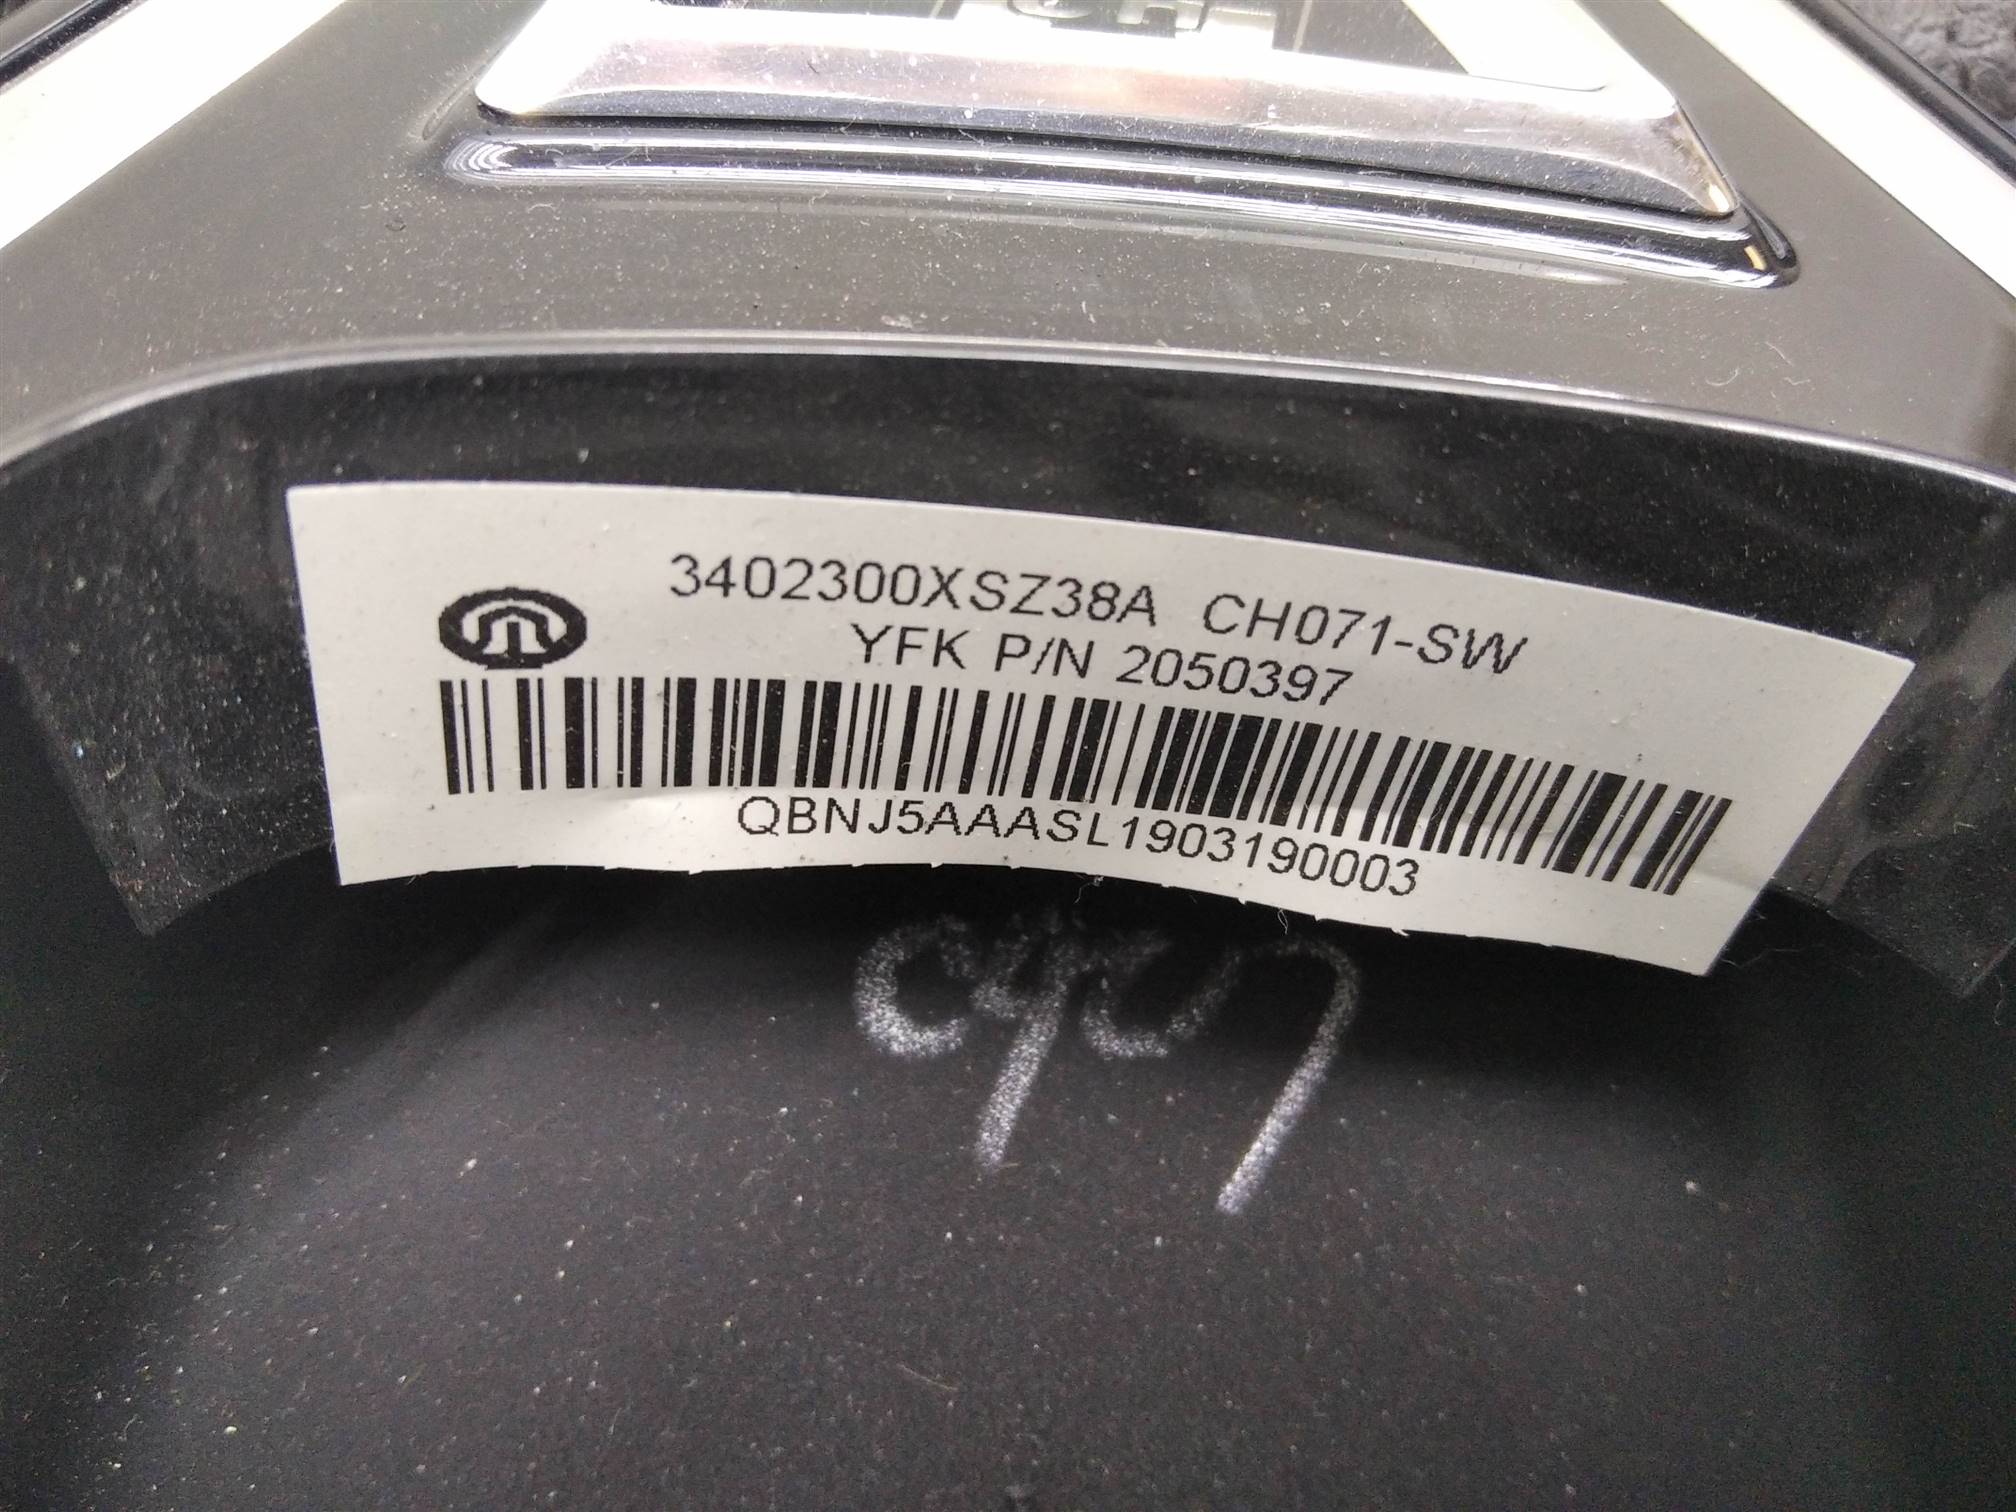 3402300XSZ38A CH071-SW
YFK P/N 2050397
QBNJ5AAASL1903190003